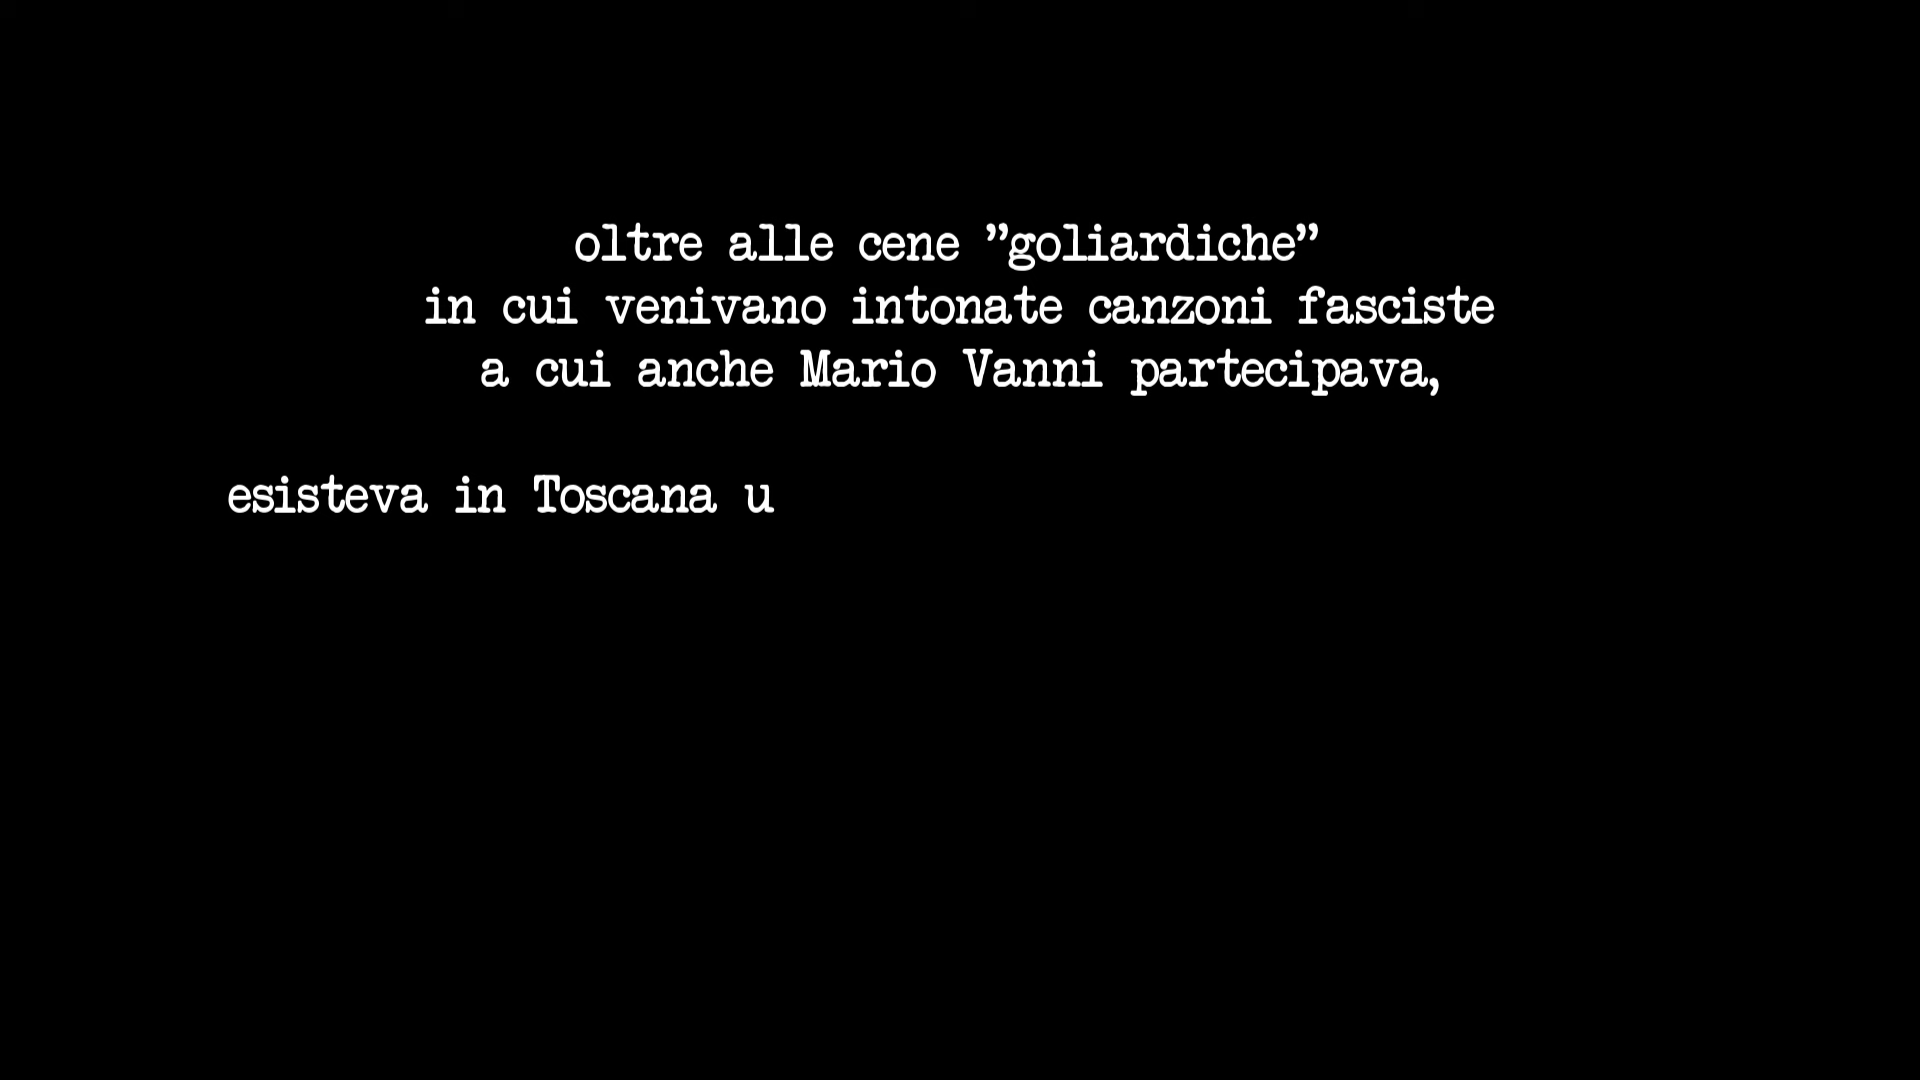 oltre alle cene ”goliardiche”
in cui venivano intonate canzoni fasciste
a cui anche Mario Vanni partecipava,
esisteva in Toscana u